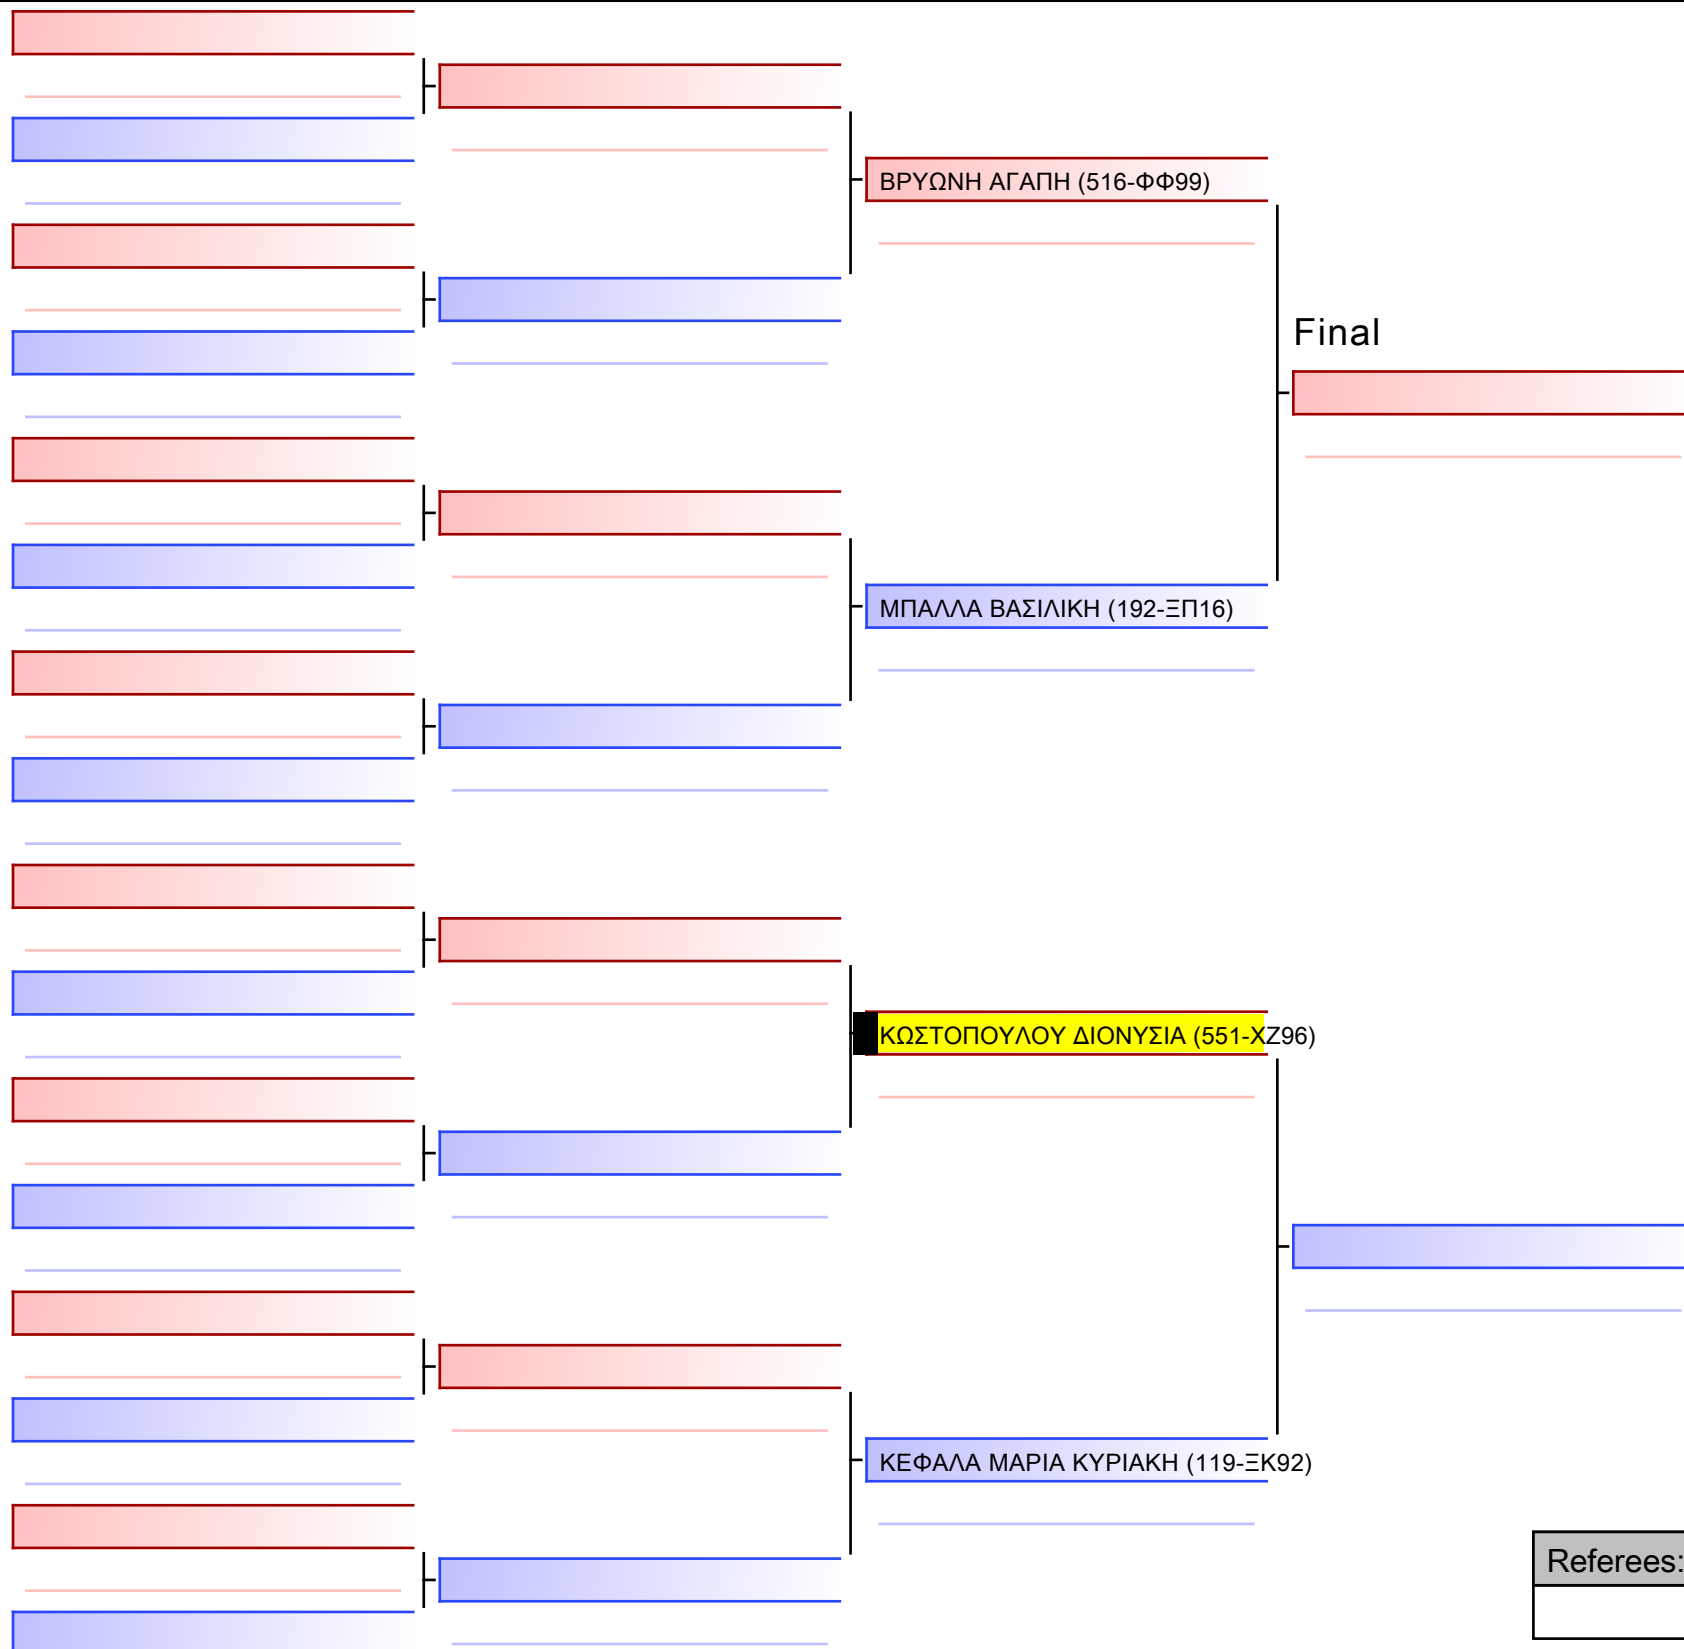 ΒΡΥΩΝΗ ΑΓΑΠΗ (516-ΦΦ99)
Final
ΜΠΑΛΛΑ ΒΑΣΙΛΙΚΗ (192-ΞΠ16)
ΚΩΣΤΟΠΟΥΛΟΥ ΔΙΟΝΥΣΙΑ (551-ΧΖ96)
ΚΕΦΑΛΑ ΜΑΡΙΑ ΚΥΡΙΑΚΗ (119-ΞΚ92)
Referees: